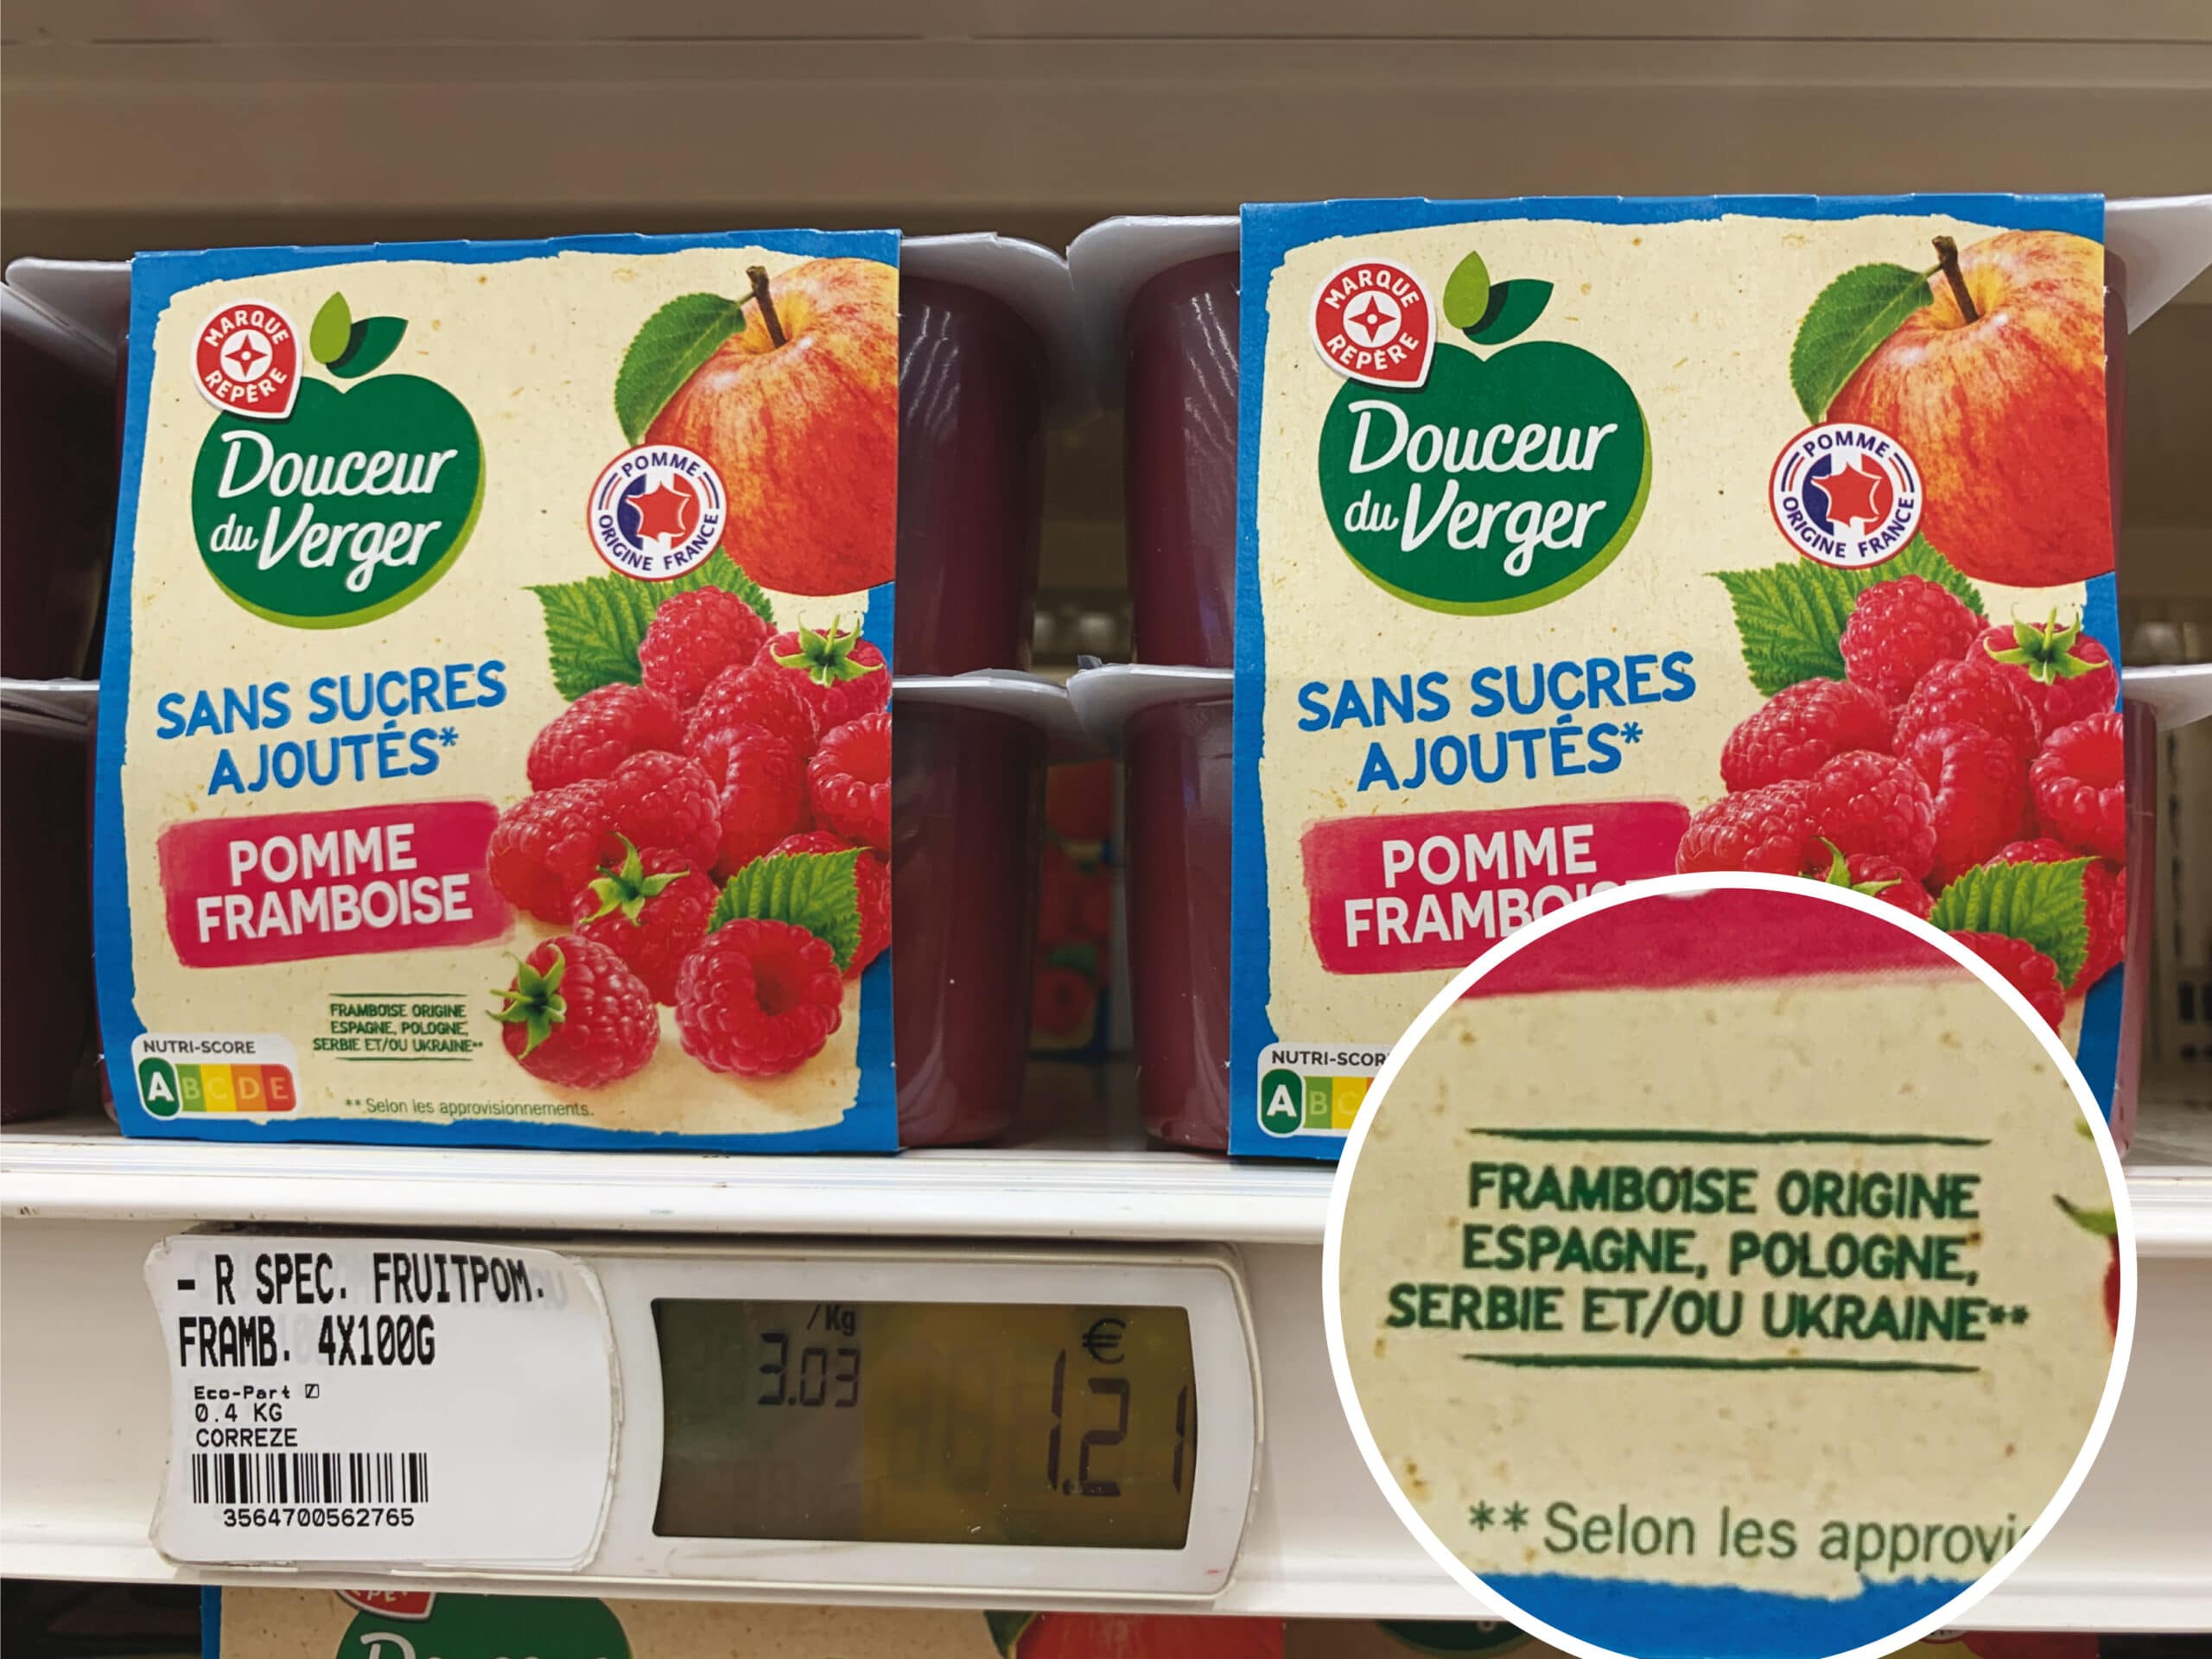 MARQUE
REPÈRE
Douceur
du Verger
POMME
ORIGINE FRANCE
SANS SUCRES
AJOUTÉS*
POMME
FRAMBOISE
FRAMBOISE ORIGINE
ESPAGNE, POLOGNE,
SERBIE ET/OU UKRAINE**
NUTRI-SCORE
A B C D E
** Selon les approvisionnements.
MARQUE
REPÈRE
Douceur
du Verger
POMME
ORIGINE FRANCE
SANS SUCRES
AJOUTÉS*
POMME
NUTRI-SCOR
A B C
FRAMBOISE ORIGINE
ESPAGNE, POLOGNE,
SERBIE ET/OU UKRAINE**
** Selon les approvi
- R SPEC. FRUITPOM.
FRAMB. 4X100G
Eco-Part
0.4 KG
CORREZE
3564700562765
/Kg
3.03
€
1.21